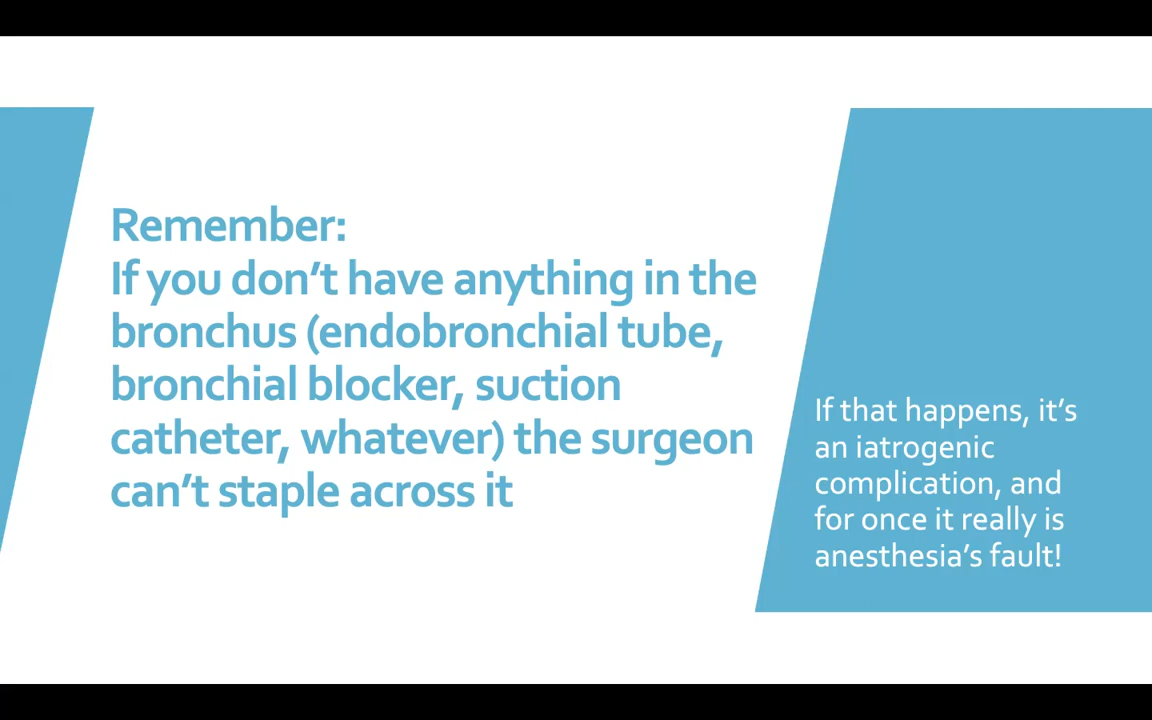 Remember:
If you don’t have anything in the
bronchus (endobronchial tube,
bronchial blocker, suction
catheter, whatever) the surgeon
can’t staple across it
If that happens, it’s
an iatrogenic
complication, and
for once it really is
anesthesia’s fault!